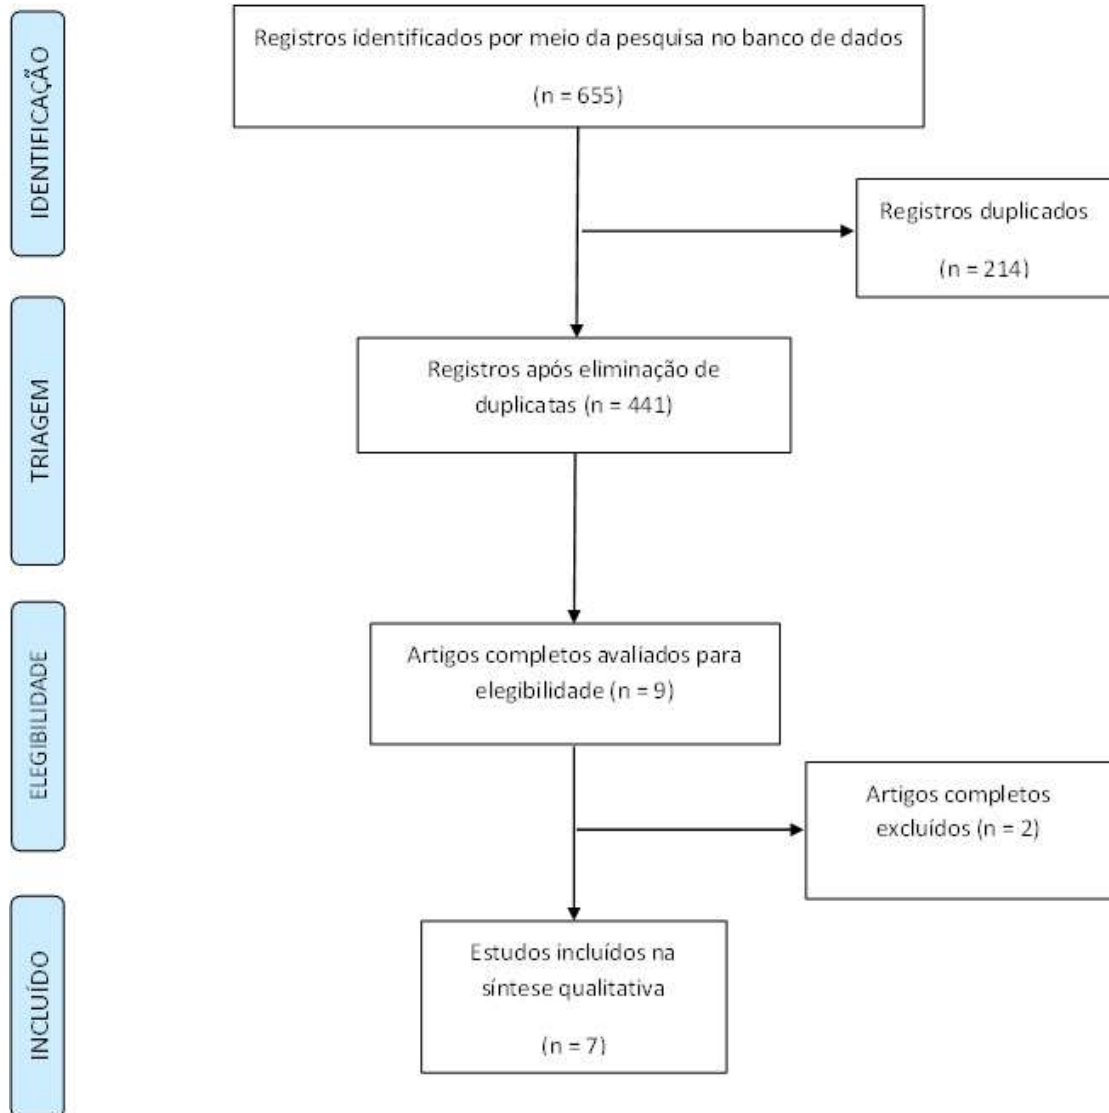 IDENTIFICAÇÃO
Registros identificados por meio da pesquisa no banco de dados
(n = 655)
Registros duplicados
(n = 214)
TRIAGEM
Registros após eliminação de
duplicatas (n = 441)
ELEGIBILIDADE
Artigos completos avaliados para
elegibilidade (n = 9)
Artigos completos
excluídos (n = 2)
INCLUÍDO
Estudos incluídos na
síntese qualitativa
(n = 7)